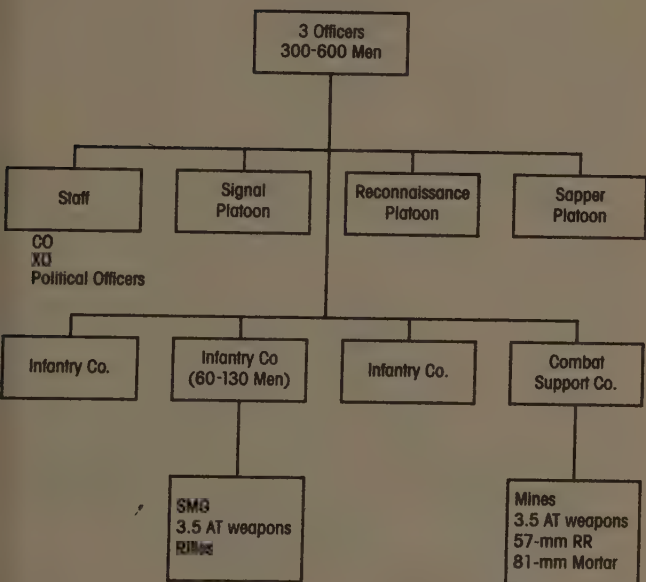 3 Officers
300-600 Men
Staff
Signal
Platoon
Reconnaissance
Platoon
Sapper
Platoon
CO
XO
Political Officers
Infantry Co.
Infantry Co
(60-130 Men)
Infantry Co.
Combat
Support Co.
SMG
3.5 AT weapons
Rifles
Mines
3.5 AT weapons
57-mm RR
81-mm Mortar